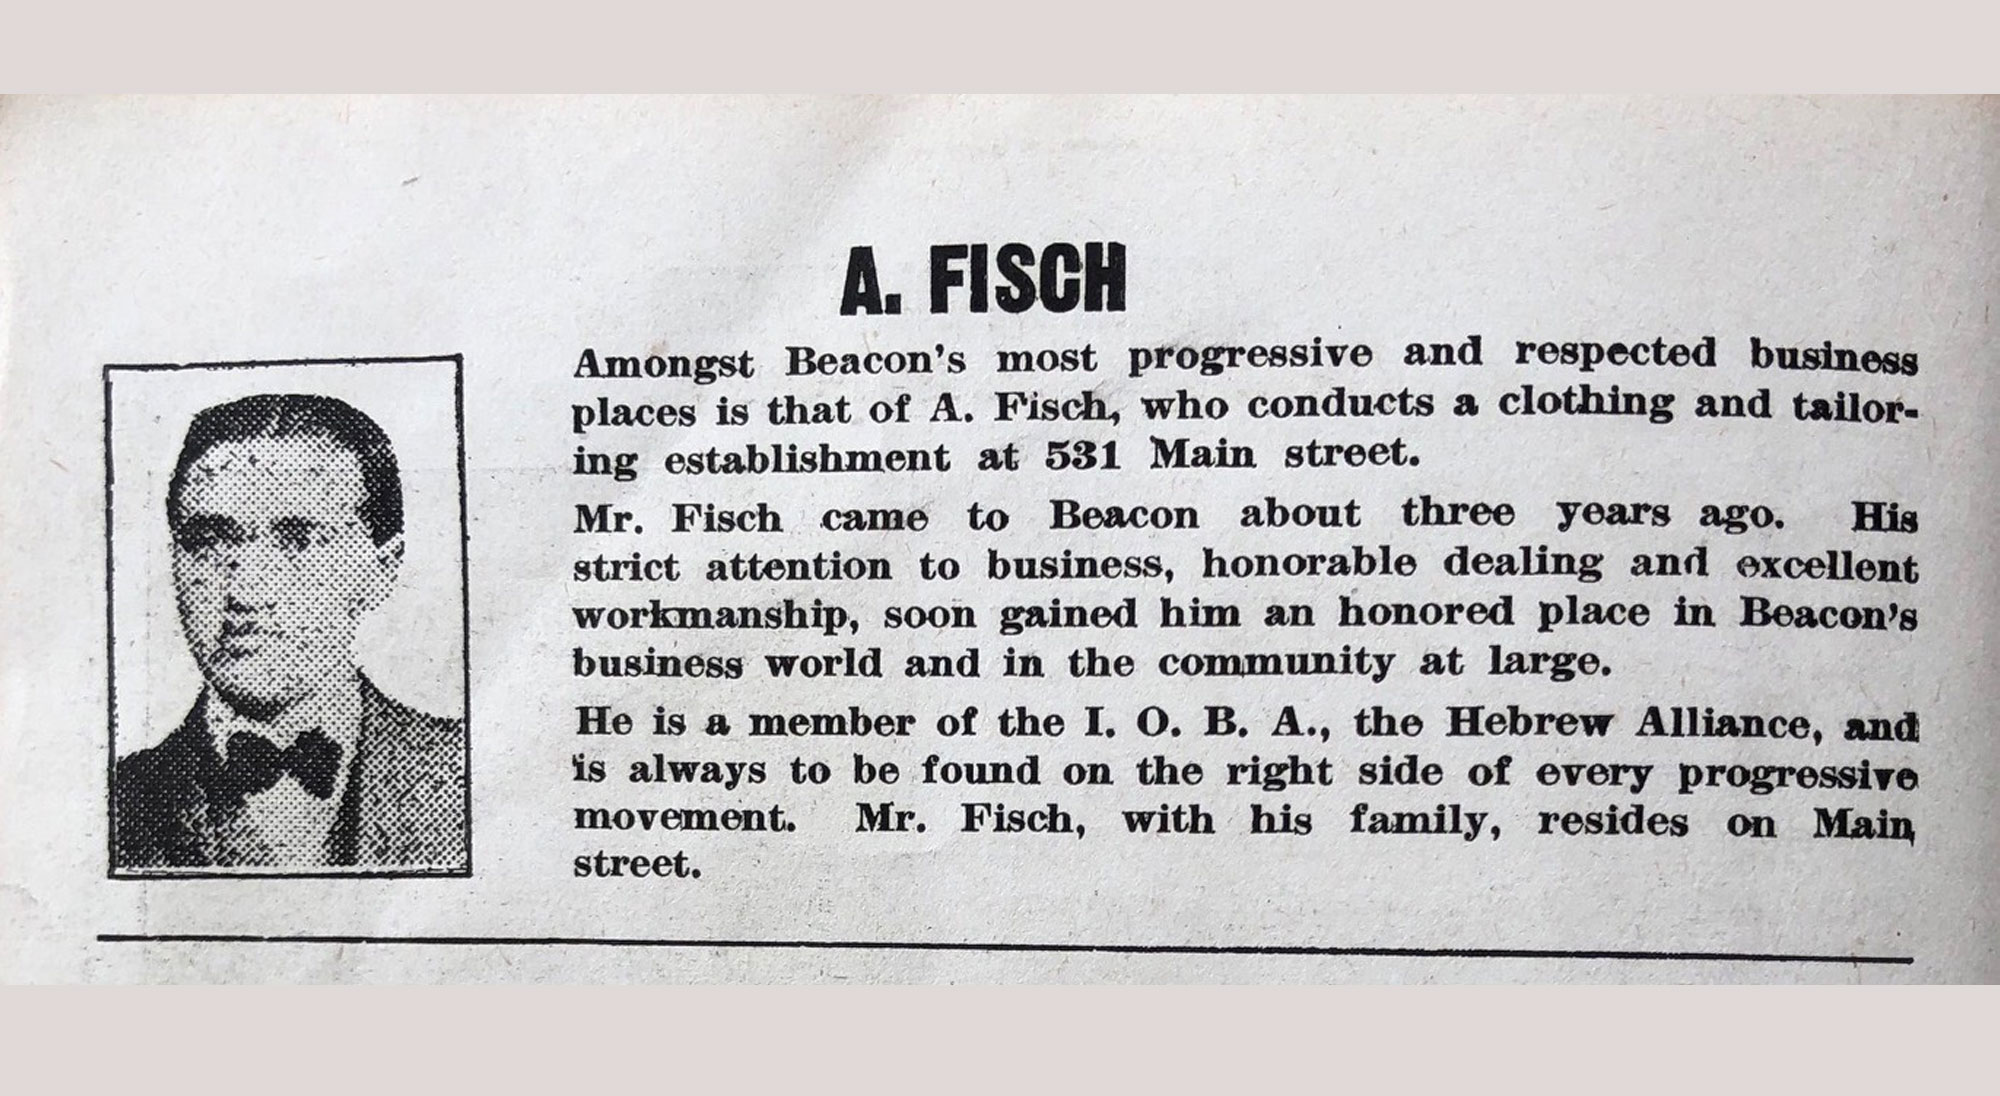 A. FISCH
Amongst Beacon's most progressive and respected business
places is that of A. Fisch, who conducts a clothing and tailor-
ing establishment at 531 Main street.
Mr. Fisch came to Beacon about three years ago. His
strict attention to business, honorable dealing and excellent
workmanship, soon gained him an honored place in Beacon's
business world and in the community at large.
He is a member of the I. O. B. A., the Hebrew Alliance, and
is always to be found on the right side of every progressive
movement. Mr. Fisch, with his family, resides on Main
street.